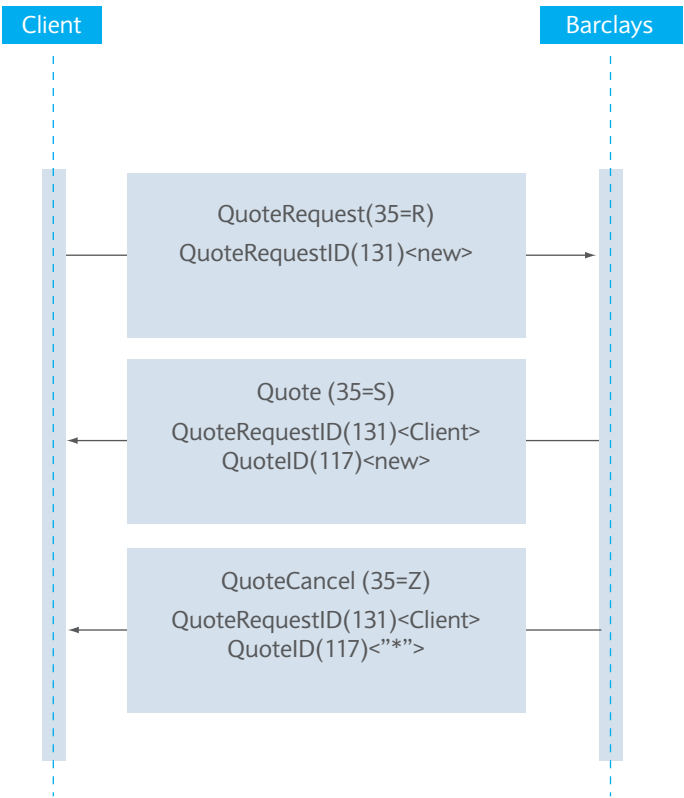 Client
Barclays
QuoteRequest(35=R)
QuoteRequestID(131)<new>
Quote (35=S)
QuoteRequestID(131)<Client>
QuoteID(117)<new>
QuoteCancel (35=Z)
QuoteRequestID(131)<Client>
QuoteID(117)<”*”>